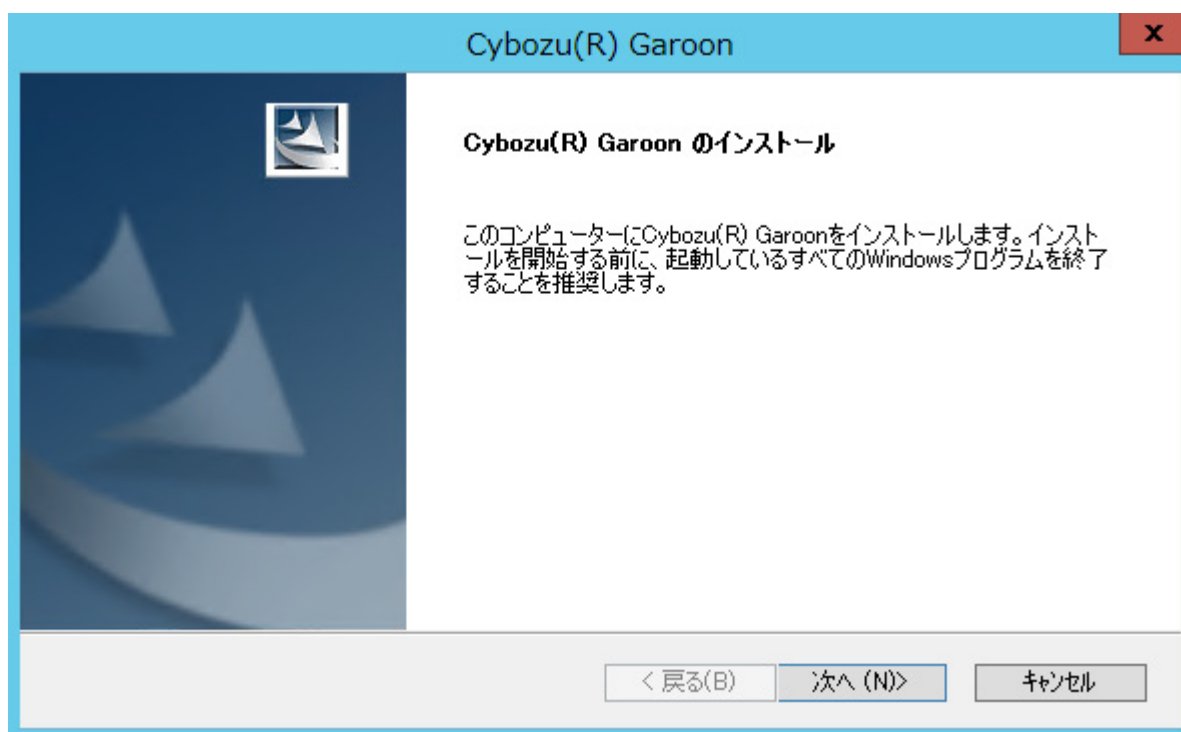 Cybozu(R) Garoon
x
Cybozu(R) Garoon のインストール
このコンピューターにCybozu(R) Garoonをインストールします。インスト
ールを開始する前に、起動しているすべてのWindowsプログラムを終了
することを推奨します。
< 戻る(B)
次へ (N)>
キャンセル